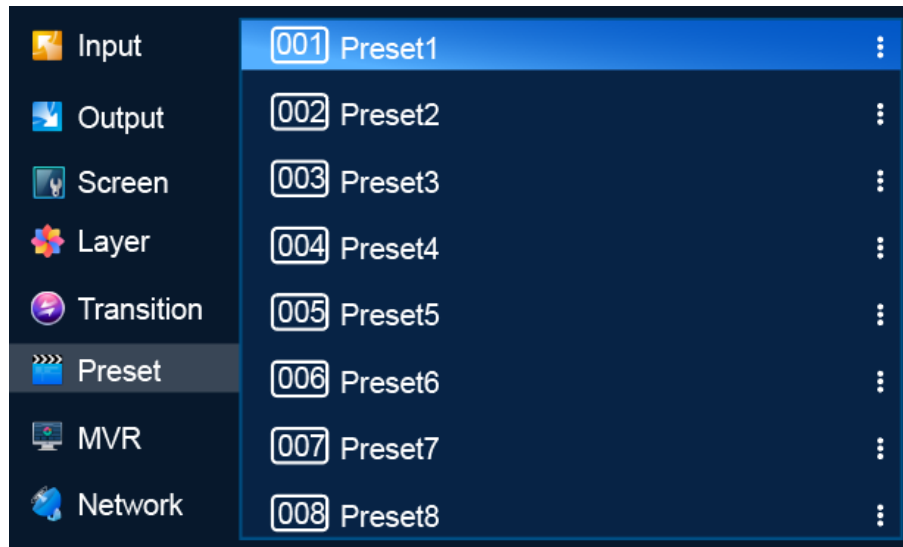 Input
Output
Screen
Layer
Transition
Preset
MVR
Network
001 Preset1
002 Preset2
003 Preset3
004 Preset4
005 Preset5
006 Preset6
007 Preset7
008 Preset8